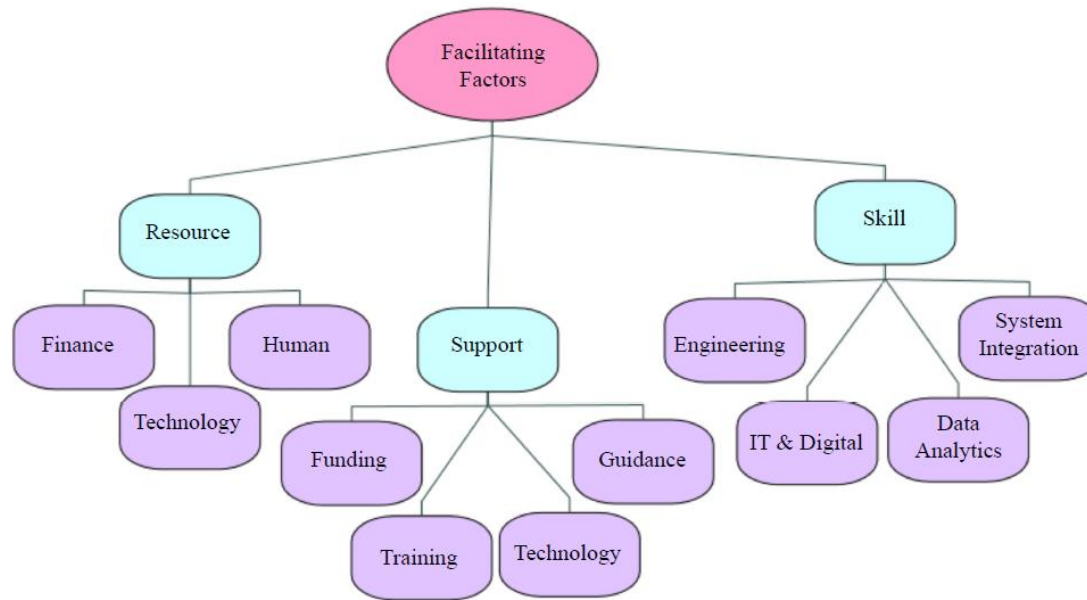 Facilitating
Factors
Resource
Finance
Technology
Human
Support
Funding
Training
Technology
Guidance
Skill
Engineering
IT & Digital
Data
Analytics
System
Integration